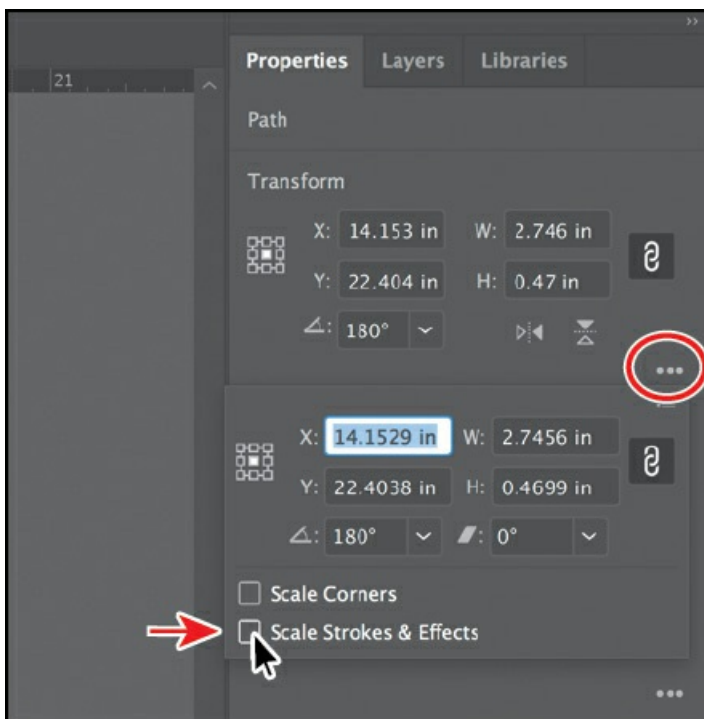 Properties Layers Libraries
21
Path
Transform
X: 14.153 in W: 2.746 in
Y: 22.404 in H: 0.47 in
180°
X: 14.1529 in W: 2.7456 in
Y: 22.4038 in H: 0.4699 in
180° : 0°
Scale Corners
Scale Strokes & Effects